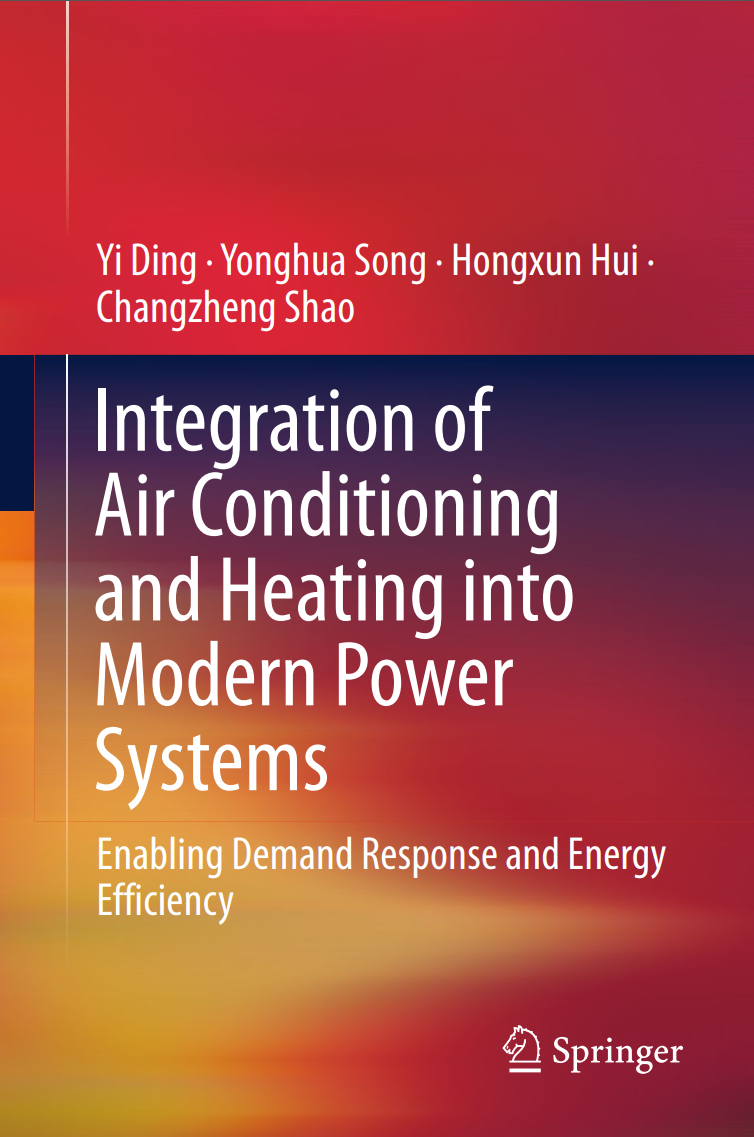 Yi Ding · Yonghua Song · Hongxun Hui ·
Changzheng Shao
Integration of
Air Conditioning
and Heating into
Modern Power
Systems
Enabling Demand Response and Energy
Efficiency
Springer